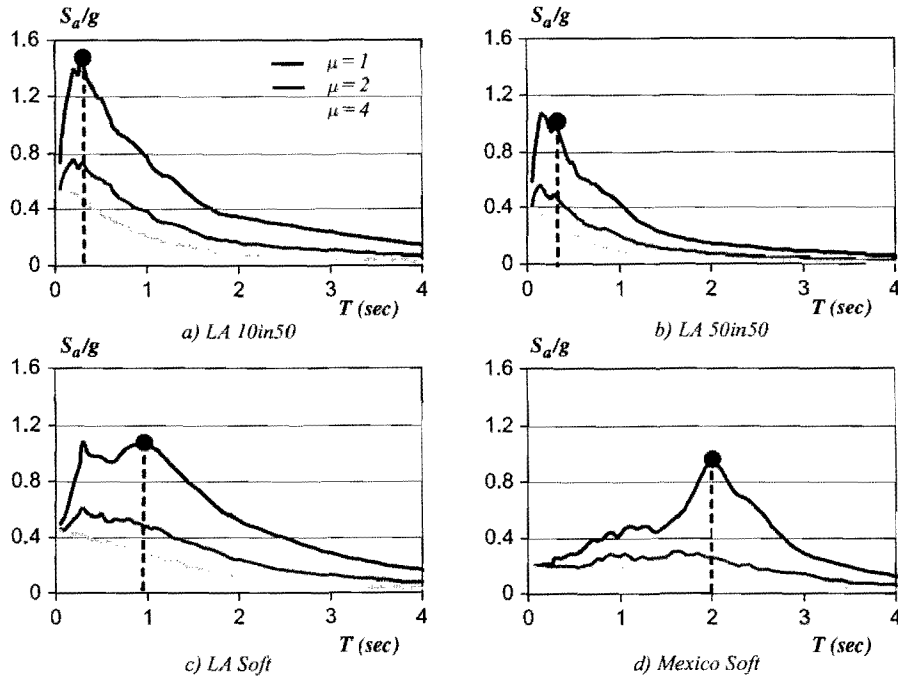 Sa/g
1.6
1.2
0.8
0.4
0
0 1 2 3 4
T (sec)
μ = 1
μ = 2
μ = 4
a) LA 10in50
Sa/g
1.6
1.2
0.8
0.4
0
0 1 2 3 4
T (sec)
b) LA 50in50
Sa/g
1.6
1.2
0.8
0.4
0
0 1 2 3 4
T (sec)
c) LA Soft
Sa/g
1.6
1.2
0.8
0.4
0
0 1 2 3 4
T (sec)
d) Mexico Soft